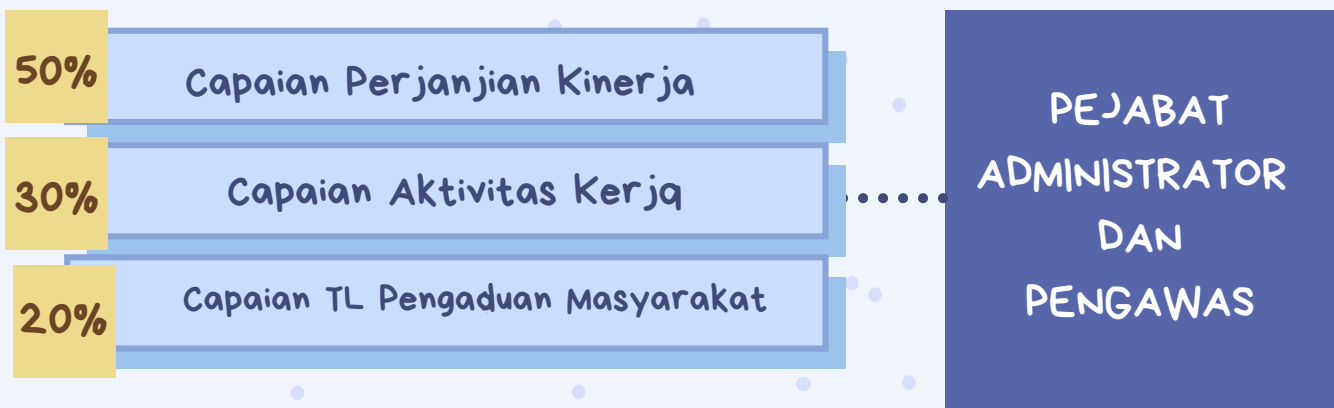 50%
Capaian Perjanjian Kinerja
30%
Capaian Aktivitas Kerjq
20%
Capaian TL Pengaduan Masyarakat
PEJABAT
ADMINISTRATOR
DAN
PENGAWAS